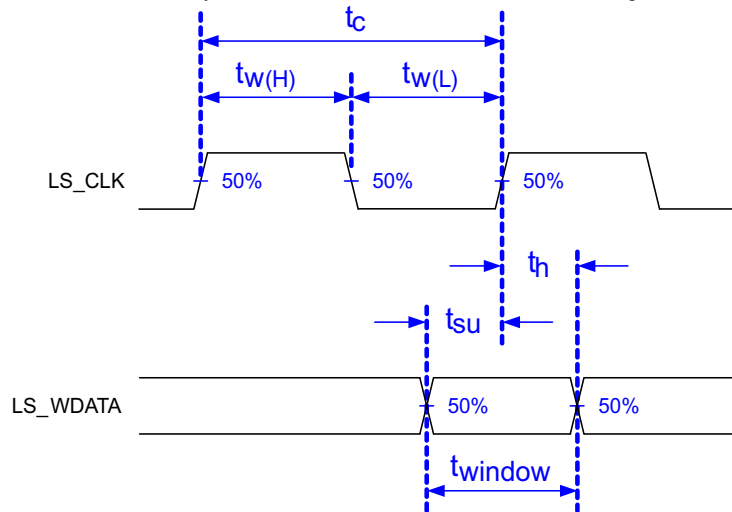 tc
tw(H) tw(L)
LS_CLK 50% 50% 50%
th
tsu
LS_WDATA 50% 50%
twindow